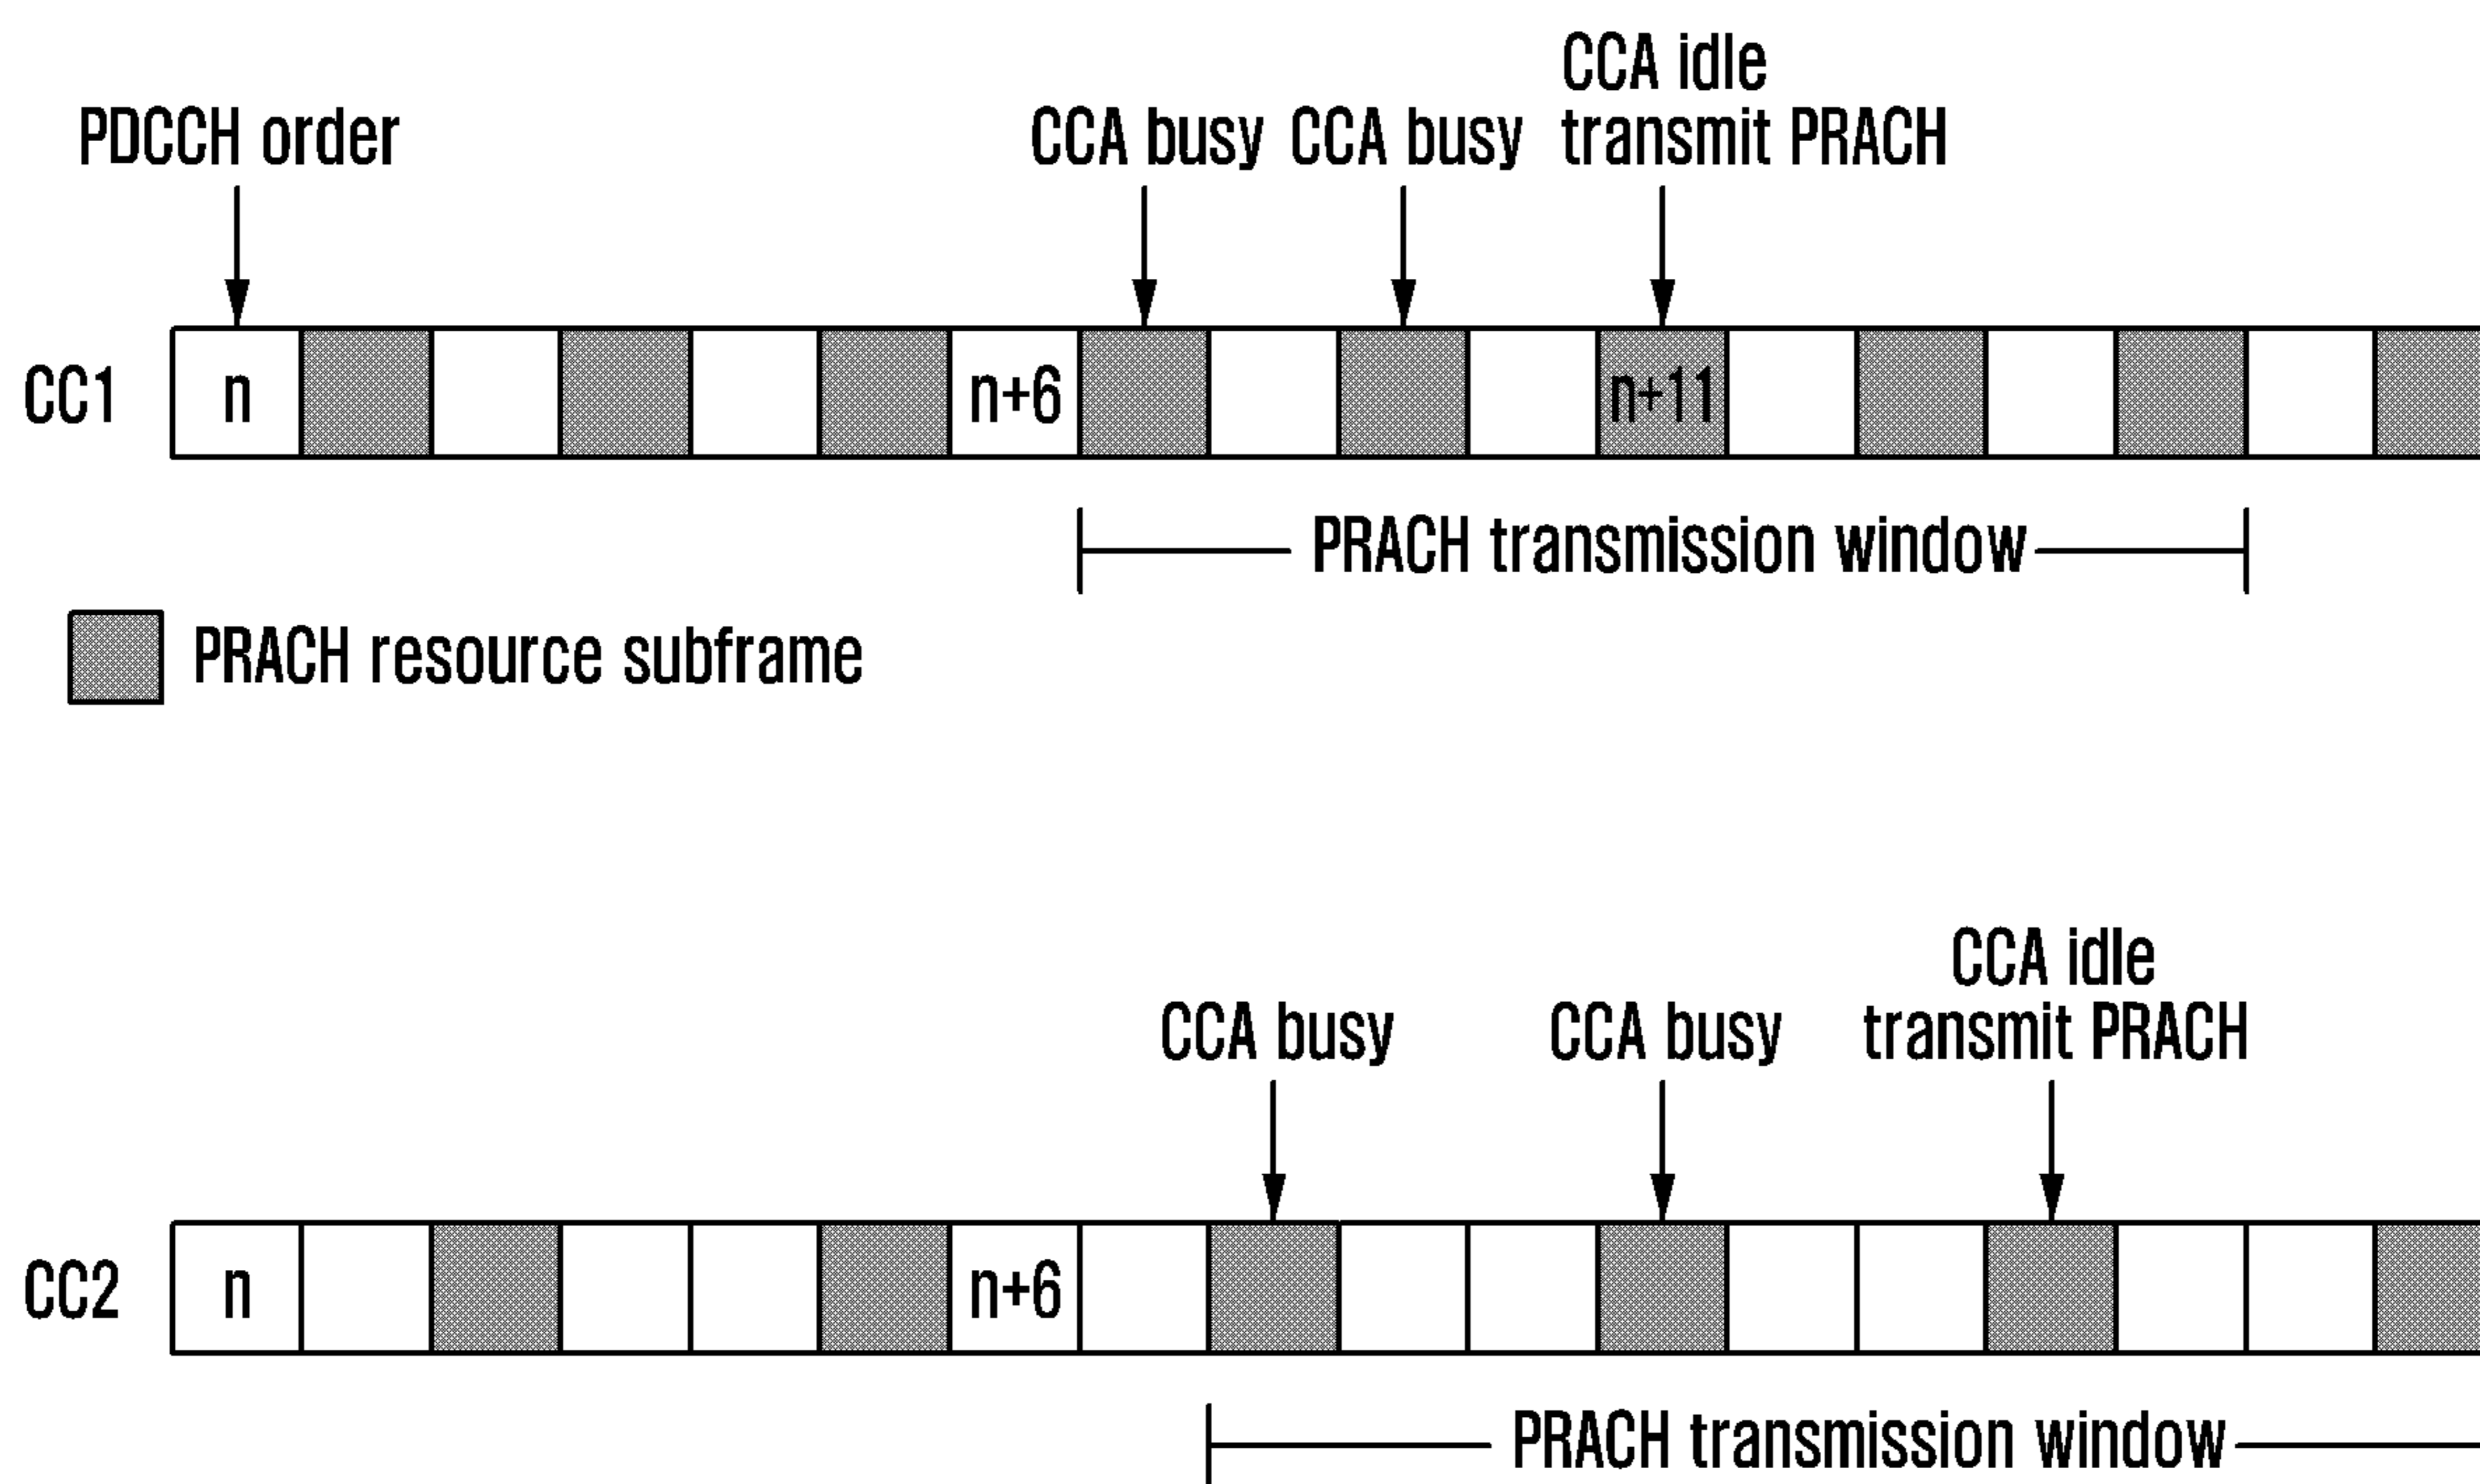 CCA idle
PDCCH order
CCA busy
CCA busy
transmit PRACH
CC1
n
n+6
n+11
PRACH transmission window
PRACH resource subframe
CCA idle
CCA busy
CCA busy
transmit PRACH
CC2
n
n+6
PRACH transmission window